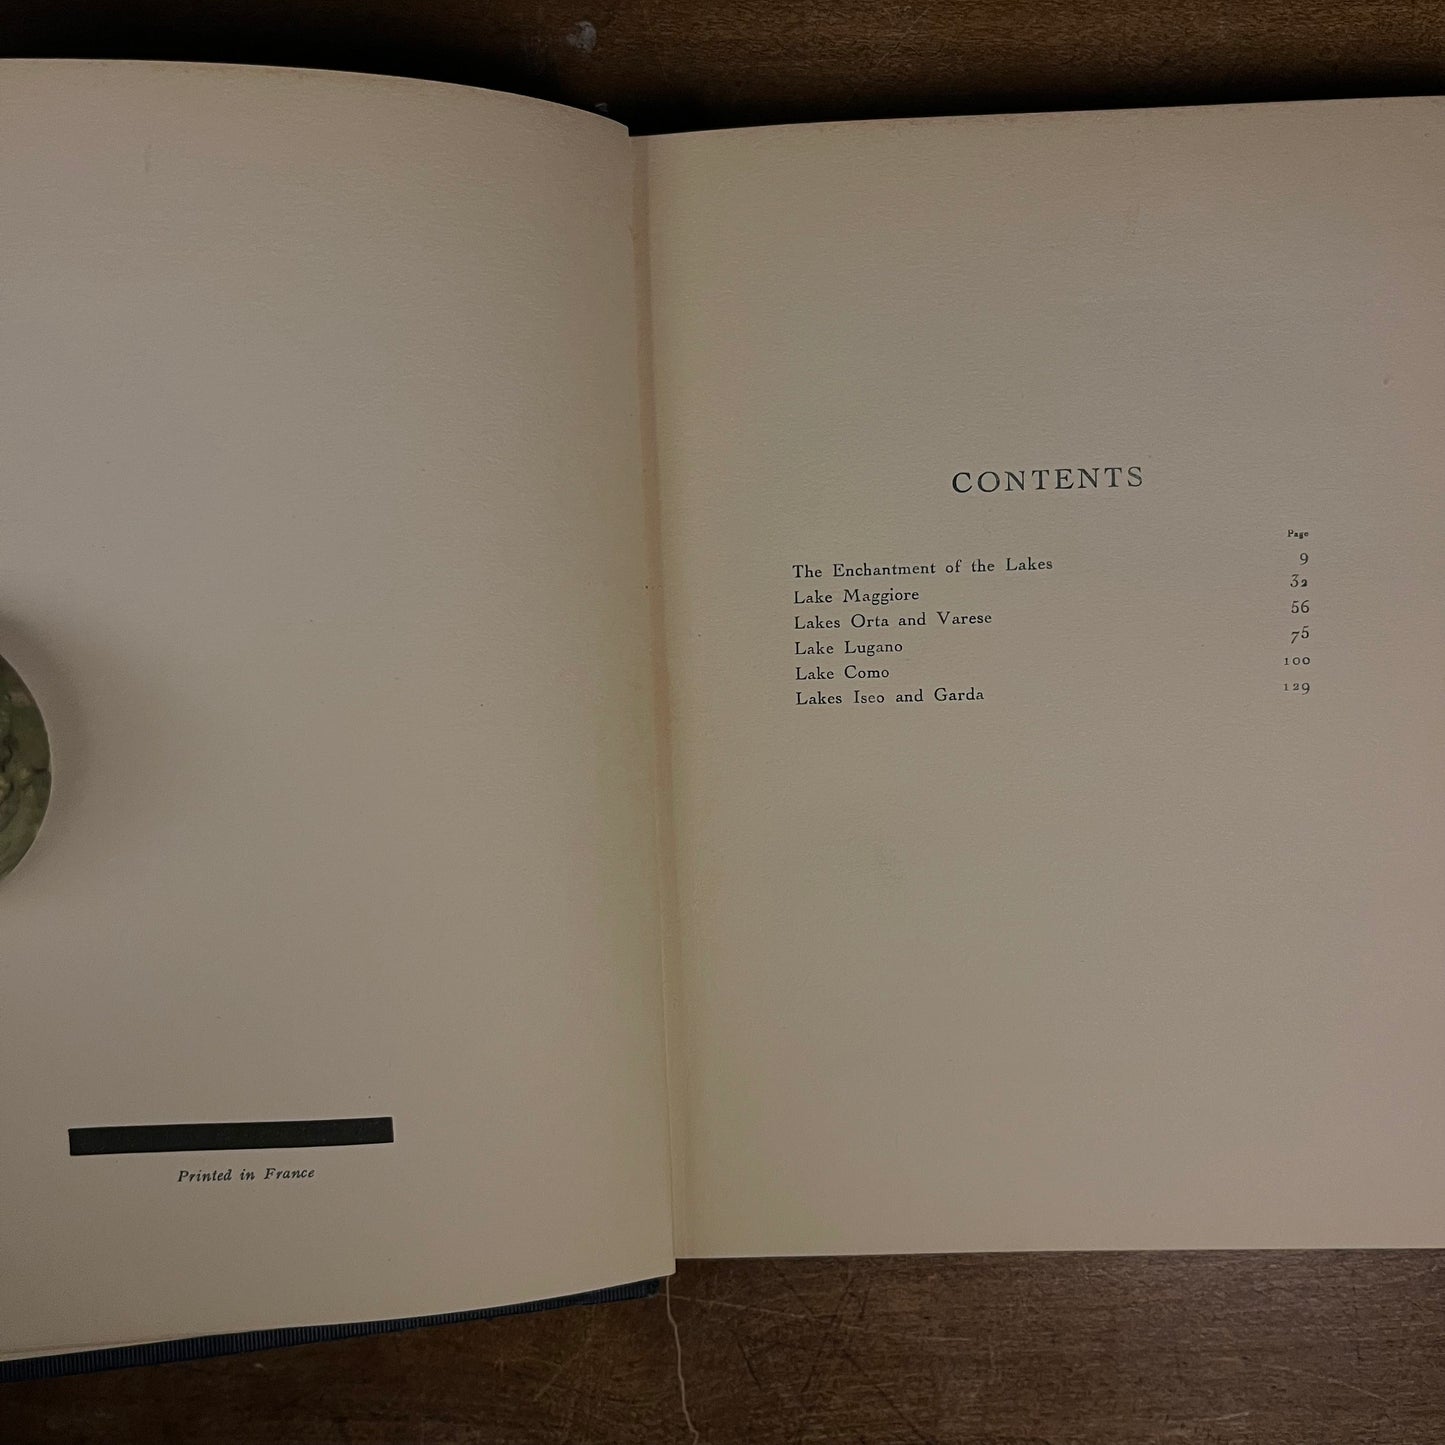 Printed in France
CONTENTS
Page
The Enchantment of the Lakes 9
Lake Maggiore 32
Lakes Orta and Varese 56
Lake Lugano 75
Lake Como 100
Lakes Iseo and Garda 129